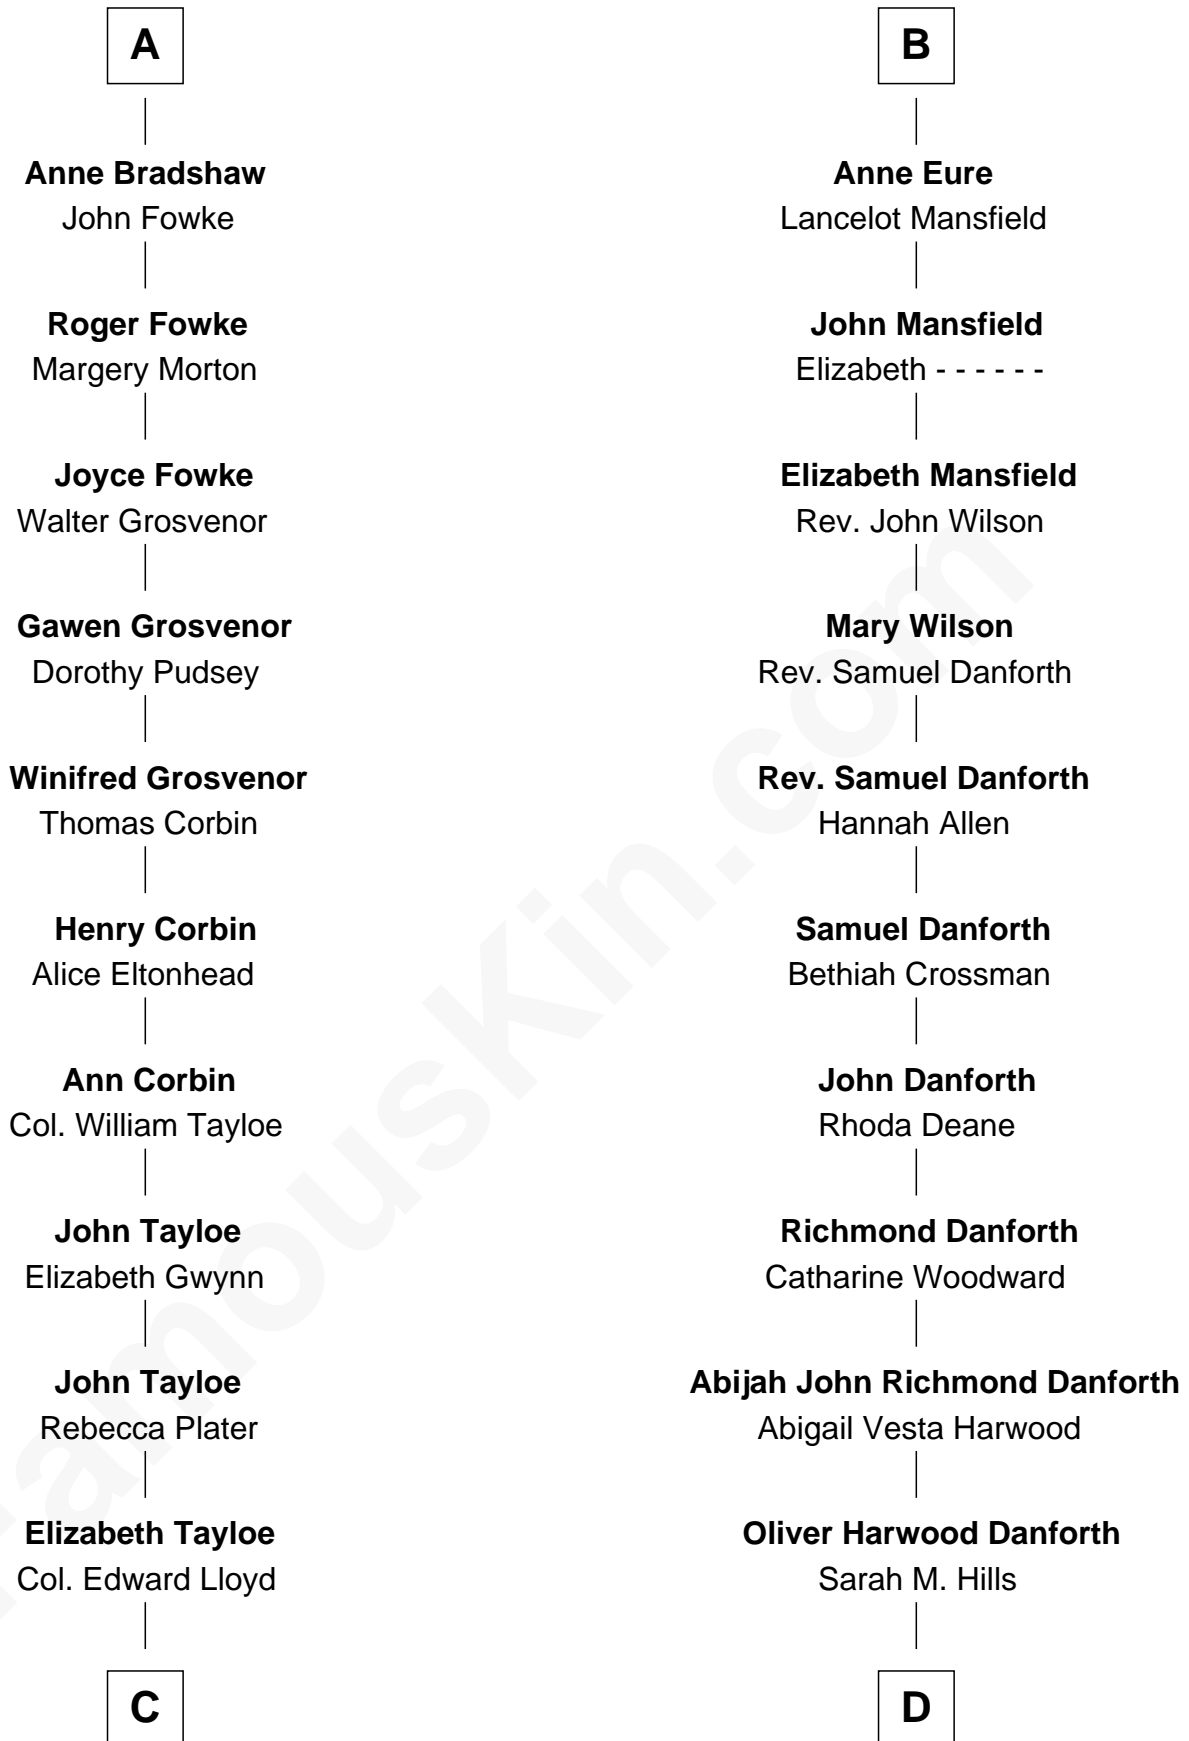 A
Anne Bradshaw
John Fowke
Roger Fowke
Margery Morton
Joyce Fowke
Walter Grosvenor
Gawen Grosvenor
Dorothy Pudsey
Winifred Grosvenor
Thomas Corbin
Henry Corbin
Alice Eltonhead
Ann Corbin
Col. William Tayloe
John Tayloe
Elizabeth Gwynn
John Tayloe
Rebecca Plater
Elizabeth Tayloe
Col. Edward Lloyd
C
B
Anne Eure
Lancelot Mansfield
John Mansfield
Elizabeth - - - - - -
Elizabeth Mansfield
Rev. John Wilson
Mary Wilson
Rev. Samuel Danforth
Rev. Samuel Danforth
Hannah Allen
Samuel Danforth
Bethiah Crossman
John Danforth
Rhoda Deane
Richmond Danforth
Catharine Woodward
Abijah John Richmond Danforth
Abigail Vesta Harwood
Oliver Harwood Danforth
Sarah M. Hills
D
FamousKin.com